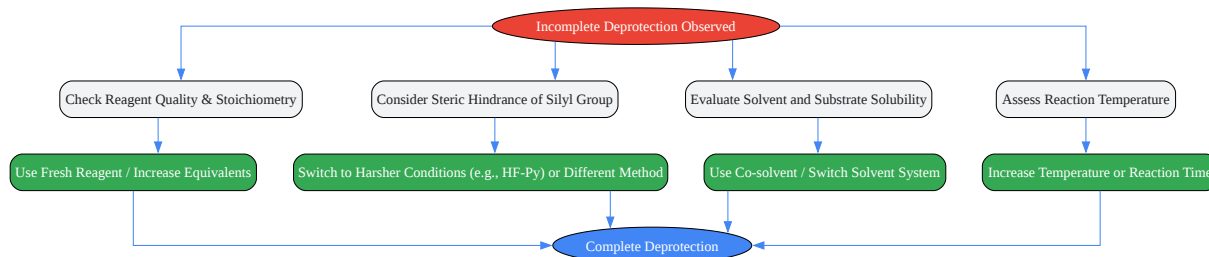 Incomplete Deprotection Observed
Check Reagent Quality & Stoichiometry
Consider Steric Hindrance of Silyl Group
Evaluate Solvent and Substrate Solubility
Assess Reaction Temperature
Use Fresh Reagent / Increase Equivalents
Switch to Harsher Conditions (e.g., HF-Py) or Different Method
Use Co-solvent / Switch Solvent System
Increase Temperature or Reaction Time
Complete Deprotection